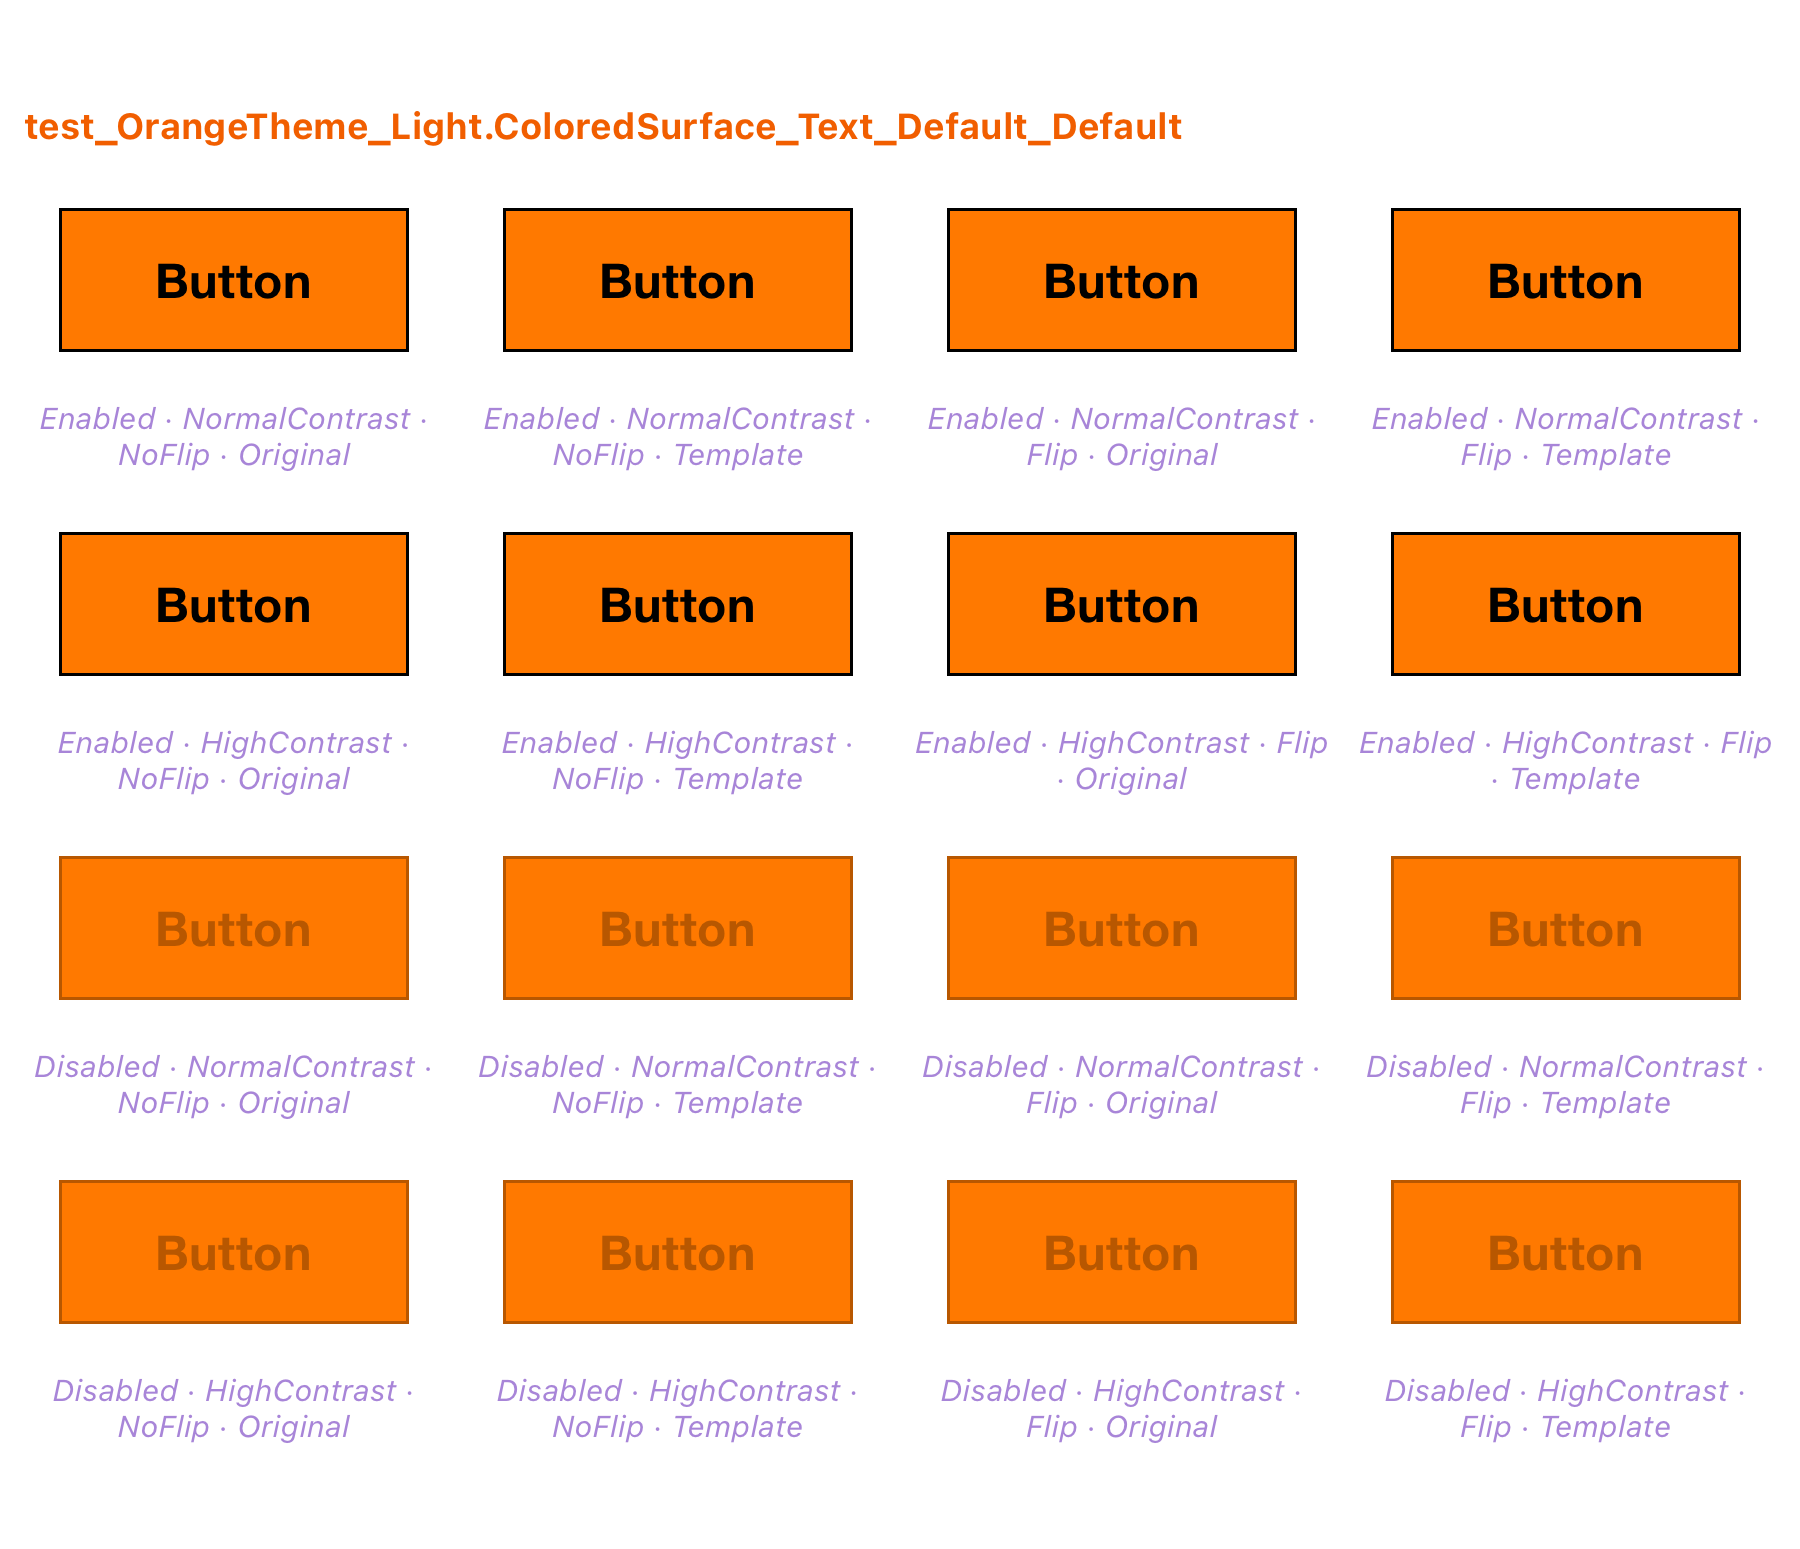 test_OrangeTheme_Light.ColoredSurface_Text_Default_Default
Button Button Button Button
Enabled · NormalContrast · Enabled · NormalContrast · Enabled · NormalContrast · Enabled · NormalContrast ·
NoFlip · Original NoFlip · Template Flip · Original Flip · Template
Button Button Button Button
Enabled · HighContrast · Enabled · HighContrast · Enabled · HighContrast · Flip Enabled · HighContrast · Flip
NoFlip · Original NoFlip · Template · Original · Template
Button Button Button Button
Disabled · NormalContrast · Disabled · NormalContrast · Disabled · NormalContrast · Disabled · NormalContrast ·
NoFlip · Original NoFlip · Template Flip · Original Flip · Template
Button Button Button Button
Disabled · HighContrast · Disabled · HighContrast · Disabled · HighContrast · Disabled · HighContrast ·
NoFlip · Original NoFlip · Template Flip · Original Flip · Template